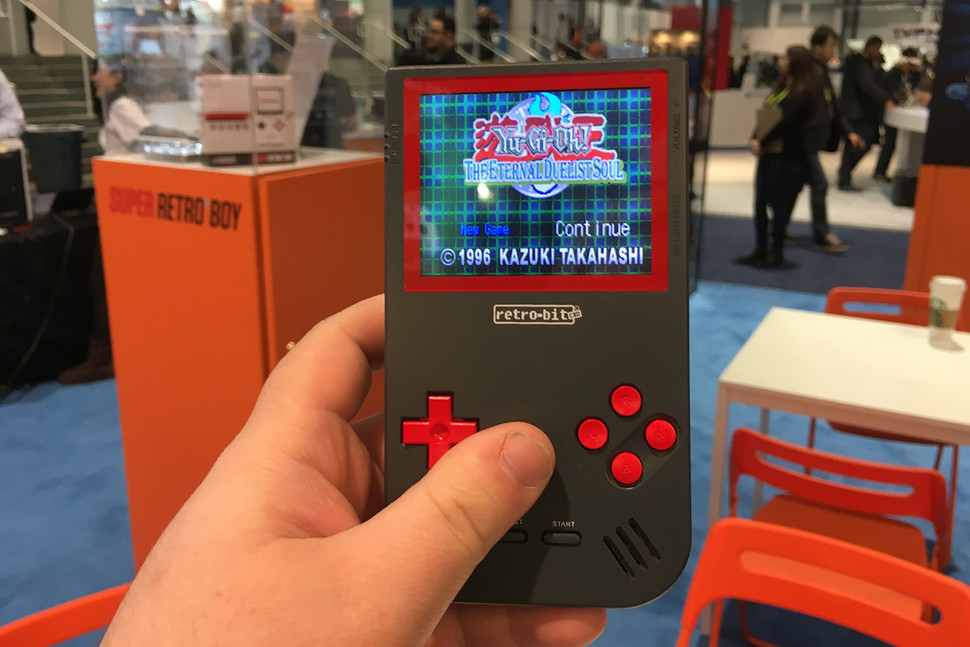 SUPER RETRO BOY
Yu-Gi-Oh!
THE ETERNAL DUELIST SOUL
New Game Continue
© 1996 KAZUKI TAKAHASHI
retro-bit
START